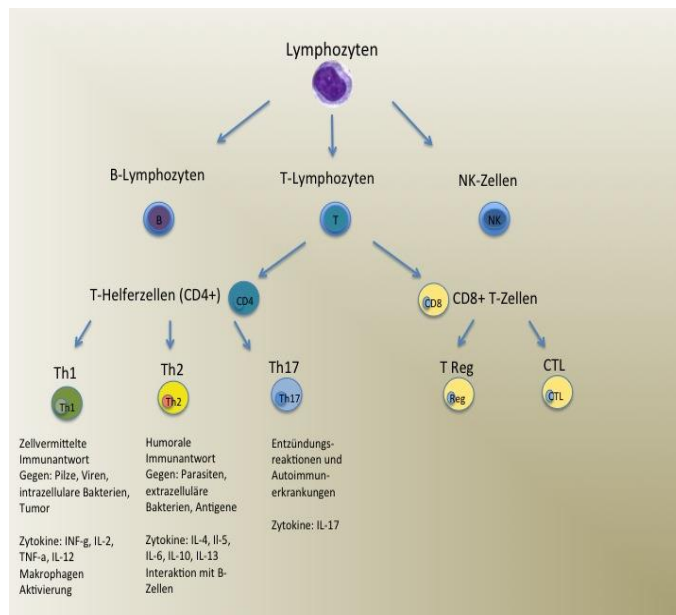 Lymphozyten
B-Lymphozyten
T-Lymphozyten
NK-Zellen
B
T
NK
T-Helferzellen (CD4+)
CD4
CD8
CD8+ T-Zellen
Th1
Th2
Th17
T Reg
CTL
Th1
Th2
Th17
Reg
CTL
Zellvermittelte
Immunantwort
Gegen: Pilze, Viren,
intrazellulare Bakterien,
Tumor
Zytokine: INF-g, IL-2,
TNF-a, IL-12
Makrophagen
Aktivierung
Humorale
Immunantwort
Gegen: Parasiten,
extrazelluläre
Bakterien, Antigene
Zytokine: IL-4, Il-5,
IL-6, IL-10, IL-13
Interaktion mit B-
Zellen
Entzündungs-
reaktionen und
Autoimmun-
erkrankungen
Zytokine: IL-17